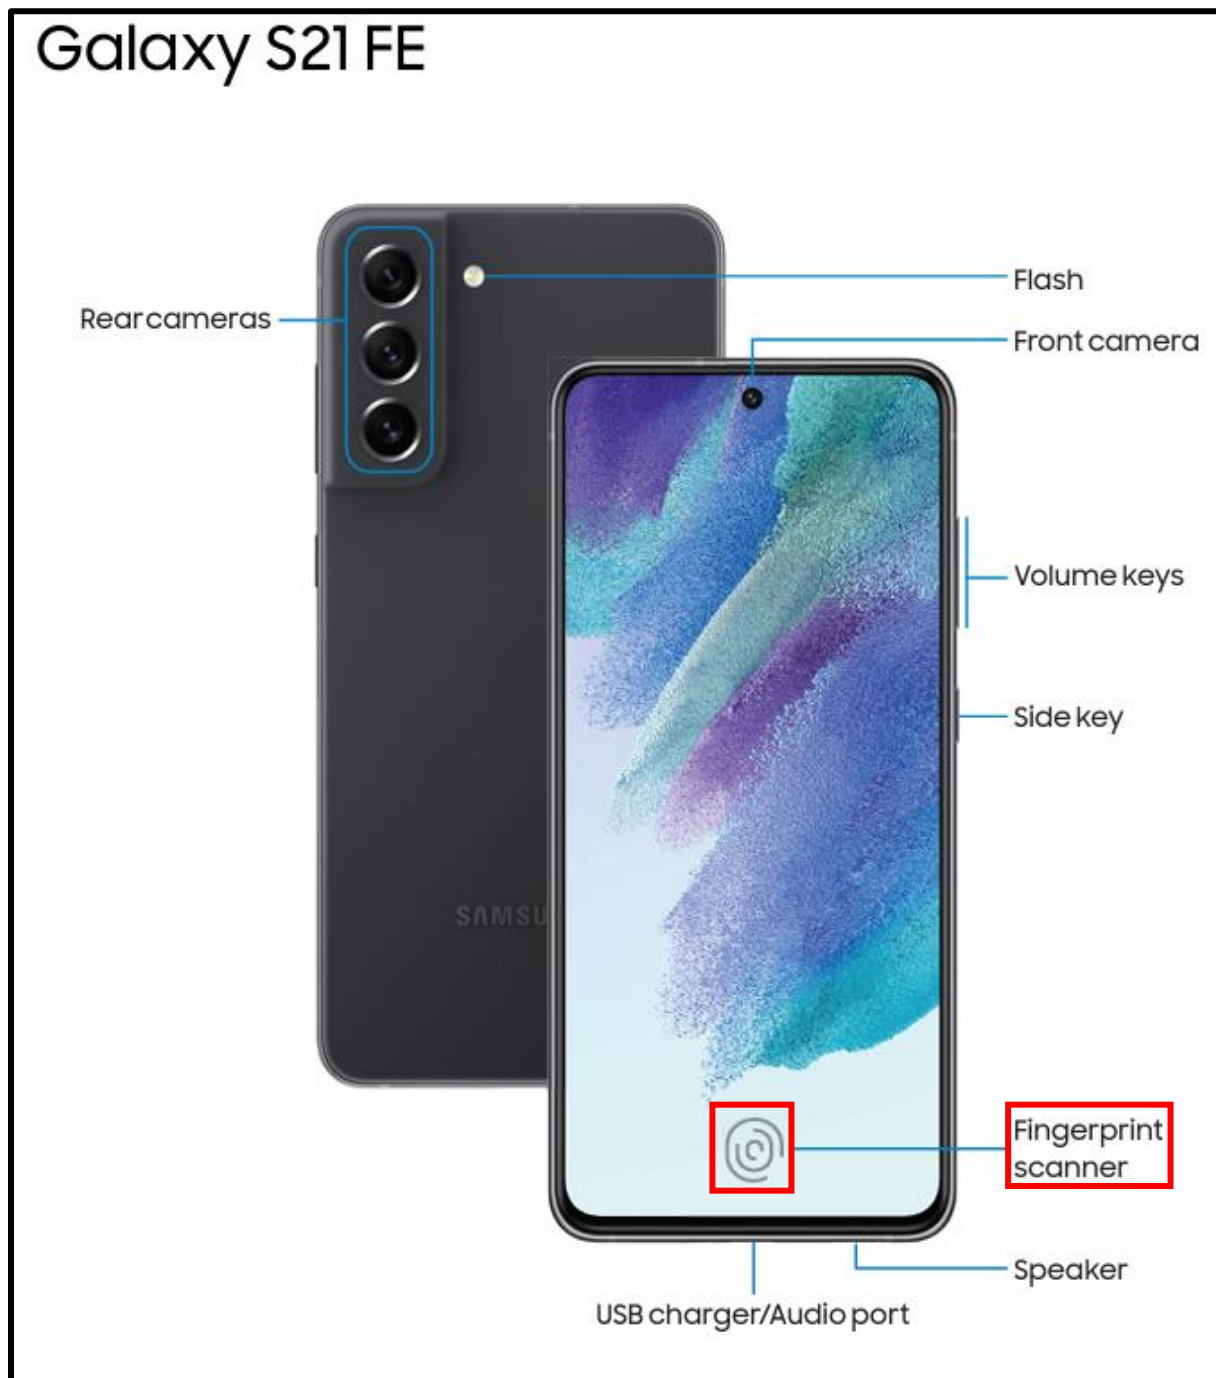 Galaxy S21 FE
Flash
Rear cameras
Front camera
Volume keys
Side key
SAMSU
Fingerprint
scanner
Speaker
USB charger/Audio port